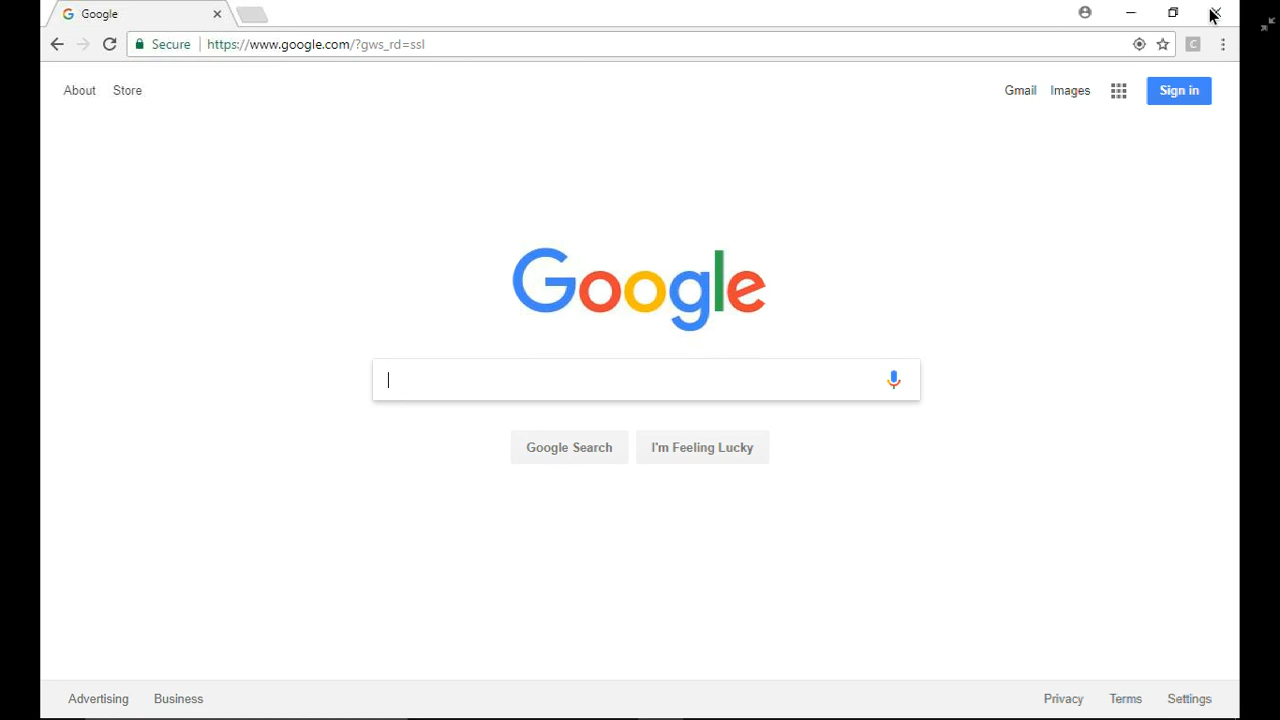 Google
Secure https://www.google.com/?gws_rd=ssl
C
About Store
Gmail Images Sign in
Google
Google Search I'm Feeling Lucky
Advertising Business
Privacy Terms Settings